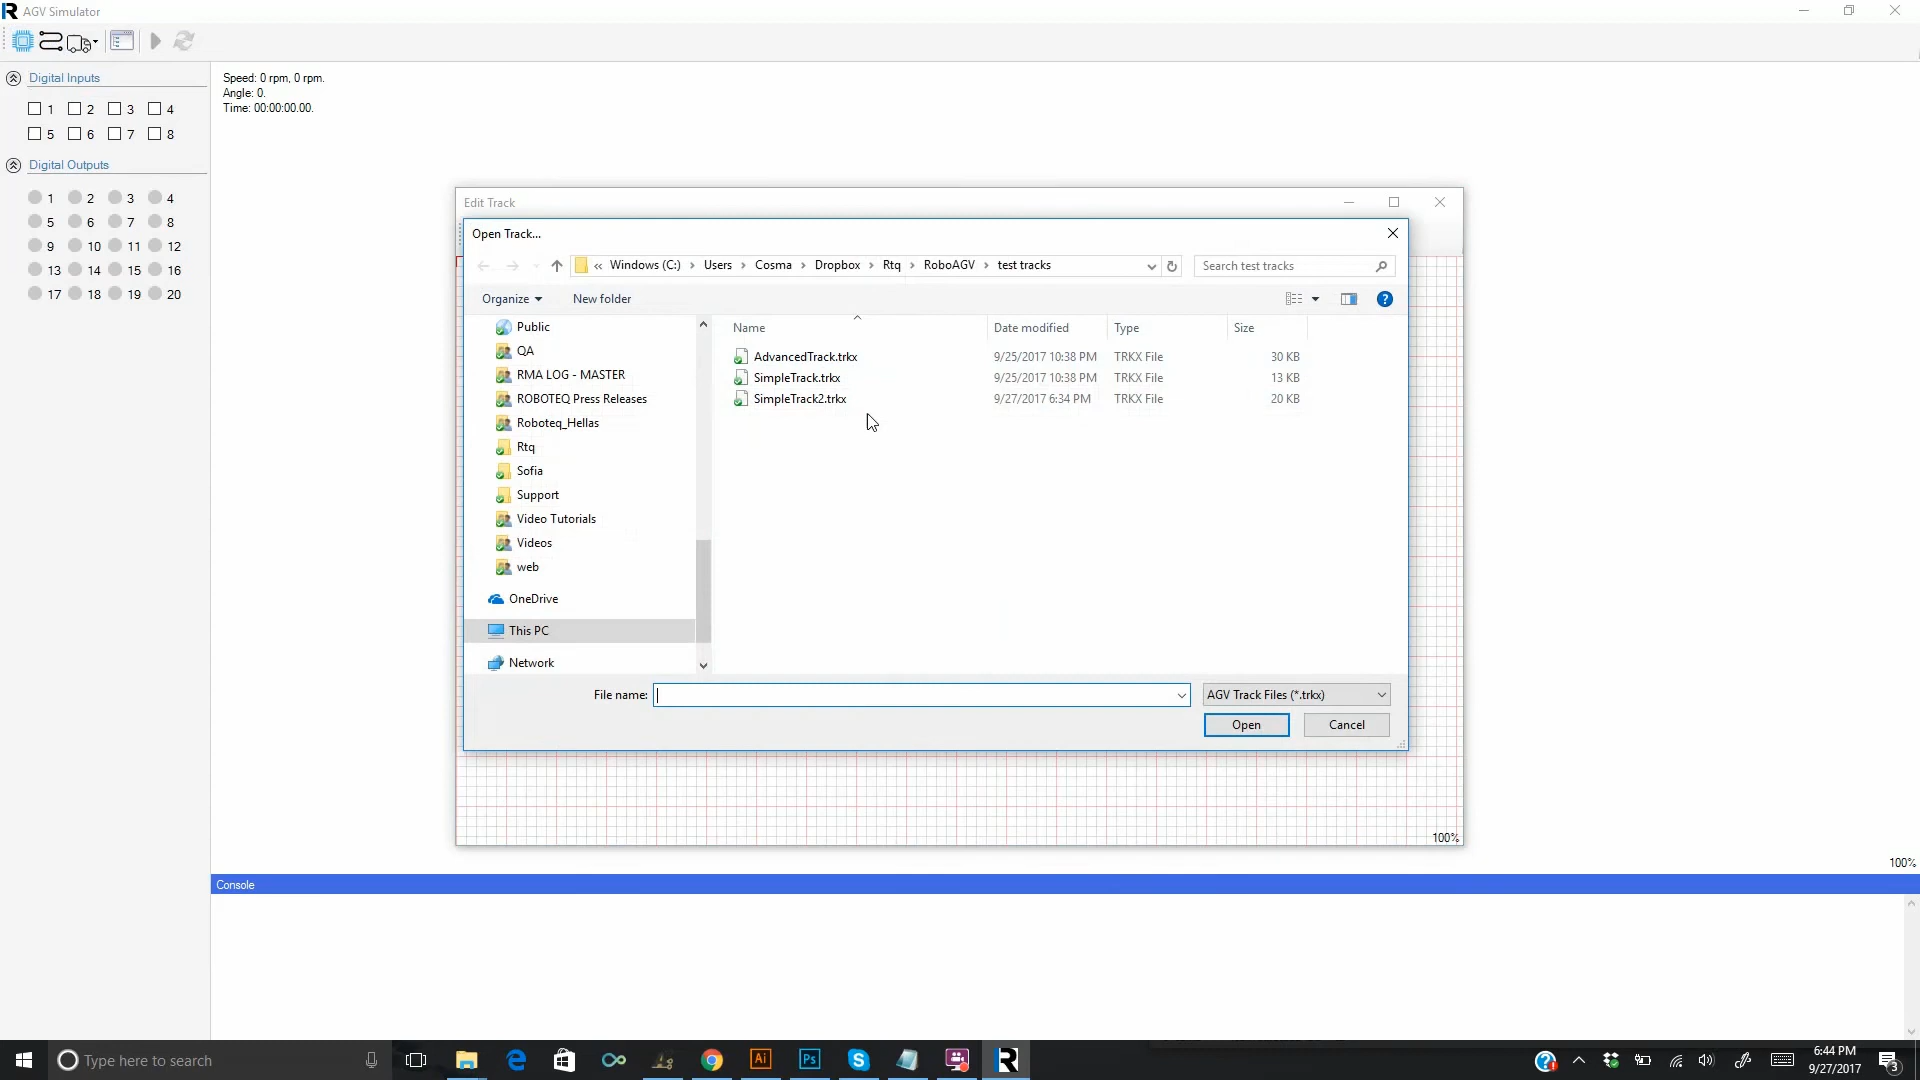 AGV Simulator
Digital Inputs
1 2 3 4
5 6 7 8
Digital Outputs
1 2 3 4
5 6 7 8
9 10 11 12
13 14 15 16
17 18 19 20
Speed: 0 rpm, 0 rpm.
Angle: 0.
Time: 00:00:00.00.
Edit Track
Open Track...
« Windows (C:) › Users › Cosma › Dropbox › Rtq › RoboAGV › test tracks
Search test tracks
Organize
New folder
Public
QA
RMA LOG - MASTER
ROBOTEQ Press Releases
Roboteq_Hellas
Rtq
Sofia
Support
Video Tutorials
Videos
web
OneDrive
This PC
Network
Name Date modified Type Size
AdvancedTrack.trkx 9/25/2017 10:38 PM TRKX File 30 KB
SimpleTrack.trkx 9/25/2017 10:38 PM TRKX File 13 KB
SimpleTrack2.trkx 9/27/2017 6:34 PM TRKX File 20 KB
File name:
AGV Track Files (*.trkx)
Open
Cancel
100%
100%
Console
Type here to search
Ai
Ps
6:44 PM
9/27/2017
3